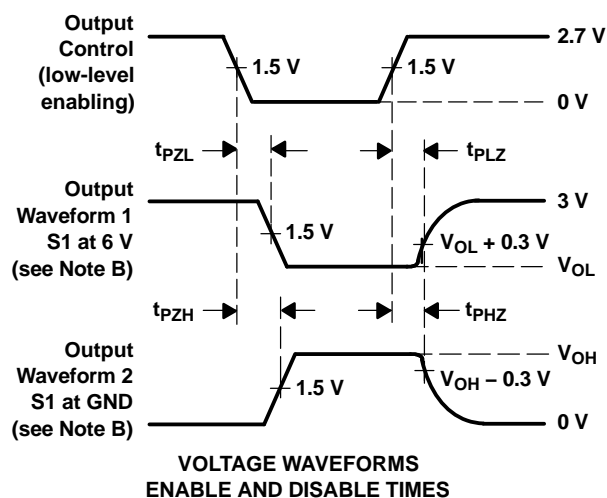 Output
Control
(low-level
enabling)
1.5 V
1.5 V
2.7 V
0 V
tPZL
tPLZ
Output
Waveform 1
S1 at 6 V
(see Note B)
1.5 V
3 V
VOL + 0.3 V
VOL
tPZH
tPHZ
Output
Waveform 2
S1 at GND
(see Note B)
1.5 V
VOH
VOH – 0.3 V
0 V
VOLTAGE WAVEFORMS
ENABLE AND DISABLE TIMES